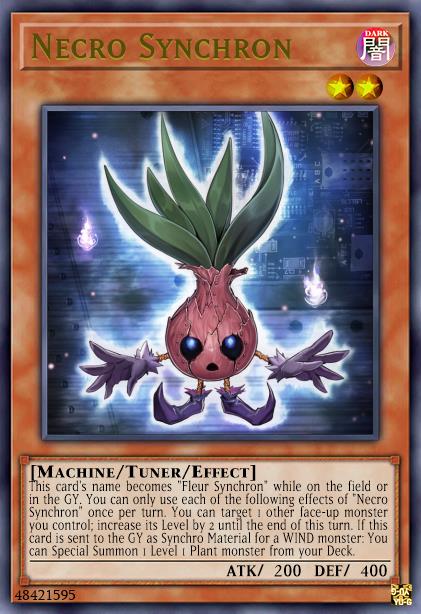 Necro Synchron
DARK
闇
[Machine/Tuner/Effect]
This card's name becomes "Fleur Synchron" while on the field or
in the GY. You can only use each of the following effects of "Necro
Synchron" once per turn. You can target 1 other face-up monster
you control; increase its Level by 2 until the end of this turn. If this
card is sent to the GY as Synchro Material for a WIND monster: You
can Special Summon 1 Level 1 Plant monster from your Deck.
ATK/ 200 DEF/ 400
48421595